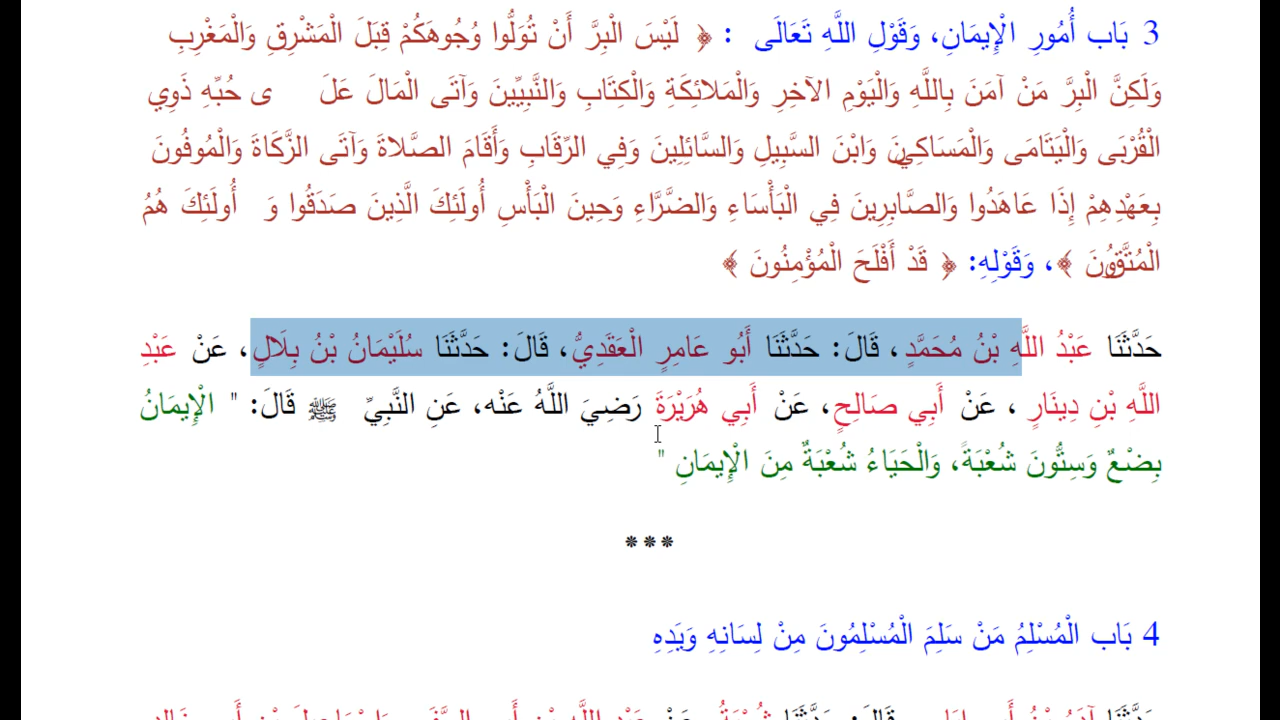 3 بَاب أُمُورِ الْإِيمَانِ، وَقَوْلِ اللَّهِ تَعَالَى : ﴿ لَيْسَ الْبِرَّ أَنْ تُوَلُّوا وُجُوهَكُمْ قِبَلَ الْمَشْرِقِ وَالْمَغْرِبِ
وَلَكِنَّ الْبِرَّ مَنْ آمَنَ بِاللَّهِ وَالْيَوْمِ الآخِرِ وَالْمَلائِكَةِ وَالْكِتَابِ وَالنَّبِيِّينَ وَآتَى الْمَالَ عَلَ ى حُبِّهِ ذَوِي
الْقُرْبَى وَالْيَتَامَى وَالْمَسَاكِينَ وَابْنَ السَّبِيلِ وَالسَّائِلِينَ وَفِي الرِّقَابِ وَأَقَامَ الصَّلاةَ وَآتَى الزَّكَاةَ وَالْمُوفُونَ
بِعَهْدِهِمْ إِذَا عَاهَدُوا وَالصَّابِرِينَ فِي الْبَأْسَاءِ وَالضَّرَّاءِ وَحِينَ الْبَأْسِ أُولَئِكَ الَّذِينَ صَدَقُوا وَ أُولَئِكَ هُمُ
الْمُتَّقُونَ ﴾، وَقَوْلِهِ: ﴿ قَدْ أَفْلَحَ الْمُؤْمِنُونَ ﴾
حَدَّثَنَا عَبْدُ اللَّهِ بْنُ مُحَمَّدٍ، قَالَ: حَدَّثَنَا أَبُو عَامِرٍ الْعَقَدِيُّ، قَالَ: حَدَّثَنَا سُلَيْمَانُ بْنُ بِلَالٍ، عَنْ عَبْدِ
اللَّهِ بْنِ دِينَارٍ ، عَنْ أَبِي صَالِحٍ، عَنْ أَبِي هُرَيْرَةَ رَضِيَ اللَّهُ عَنْه، عَنِ النَّبِيِّ ﷺ قَالَ: " الْإِيمَانُ
بِضْعٌ وَسِتُّونَ شُعْبَةً، وَالْحَيَاءُ شُعْبَةٌ مِنَ الْإِيمَانِ "
***
4 بَاب الْمُسْلِمُ مَنْ سَلِمَ الْمُسْلِمُونَ مِنْ لِسَانِهِ وَيَدِهِ